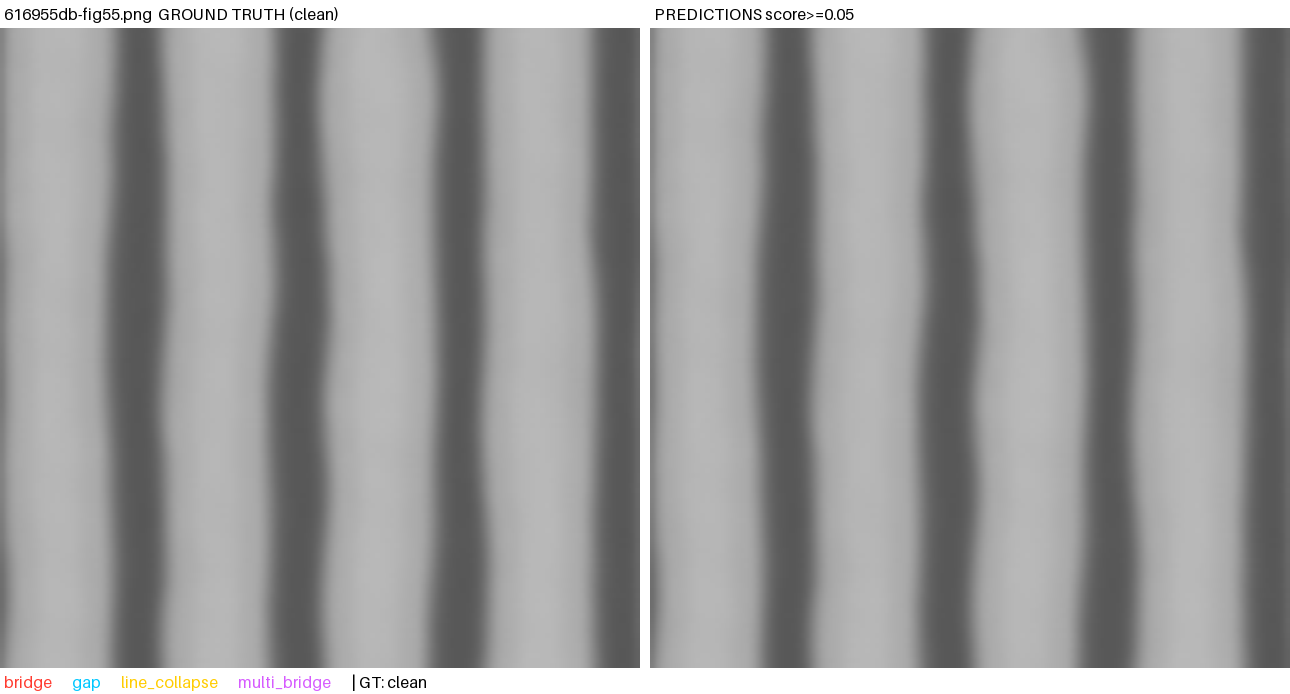 616955db-fig55.png GROUND TRUTH (clean)
PREDICTIONS score>=0.05
bridge gap line_collapse multi_bridge | GT: clean